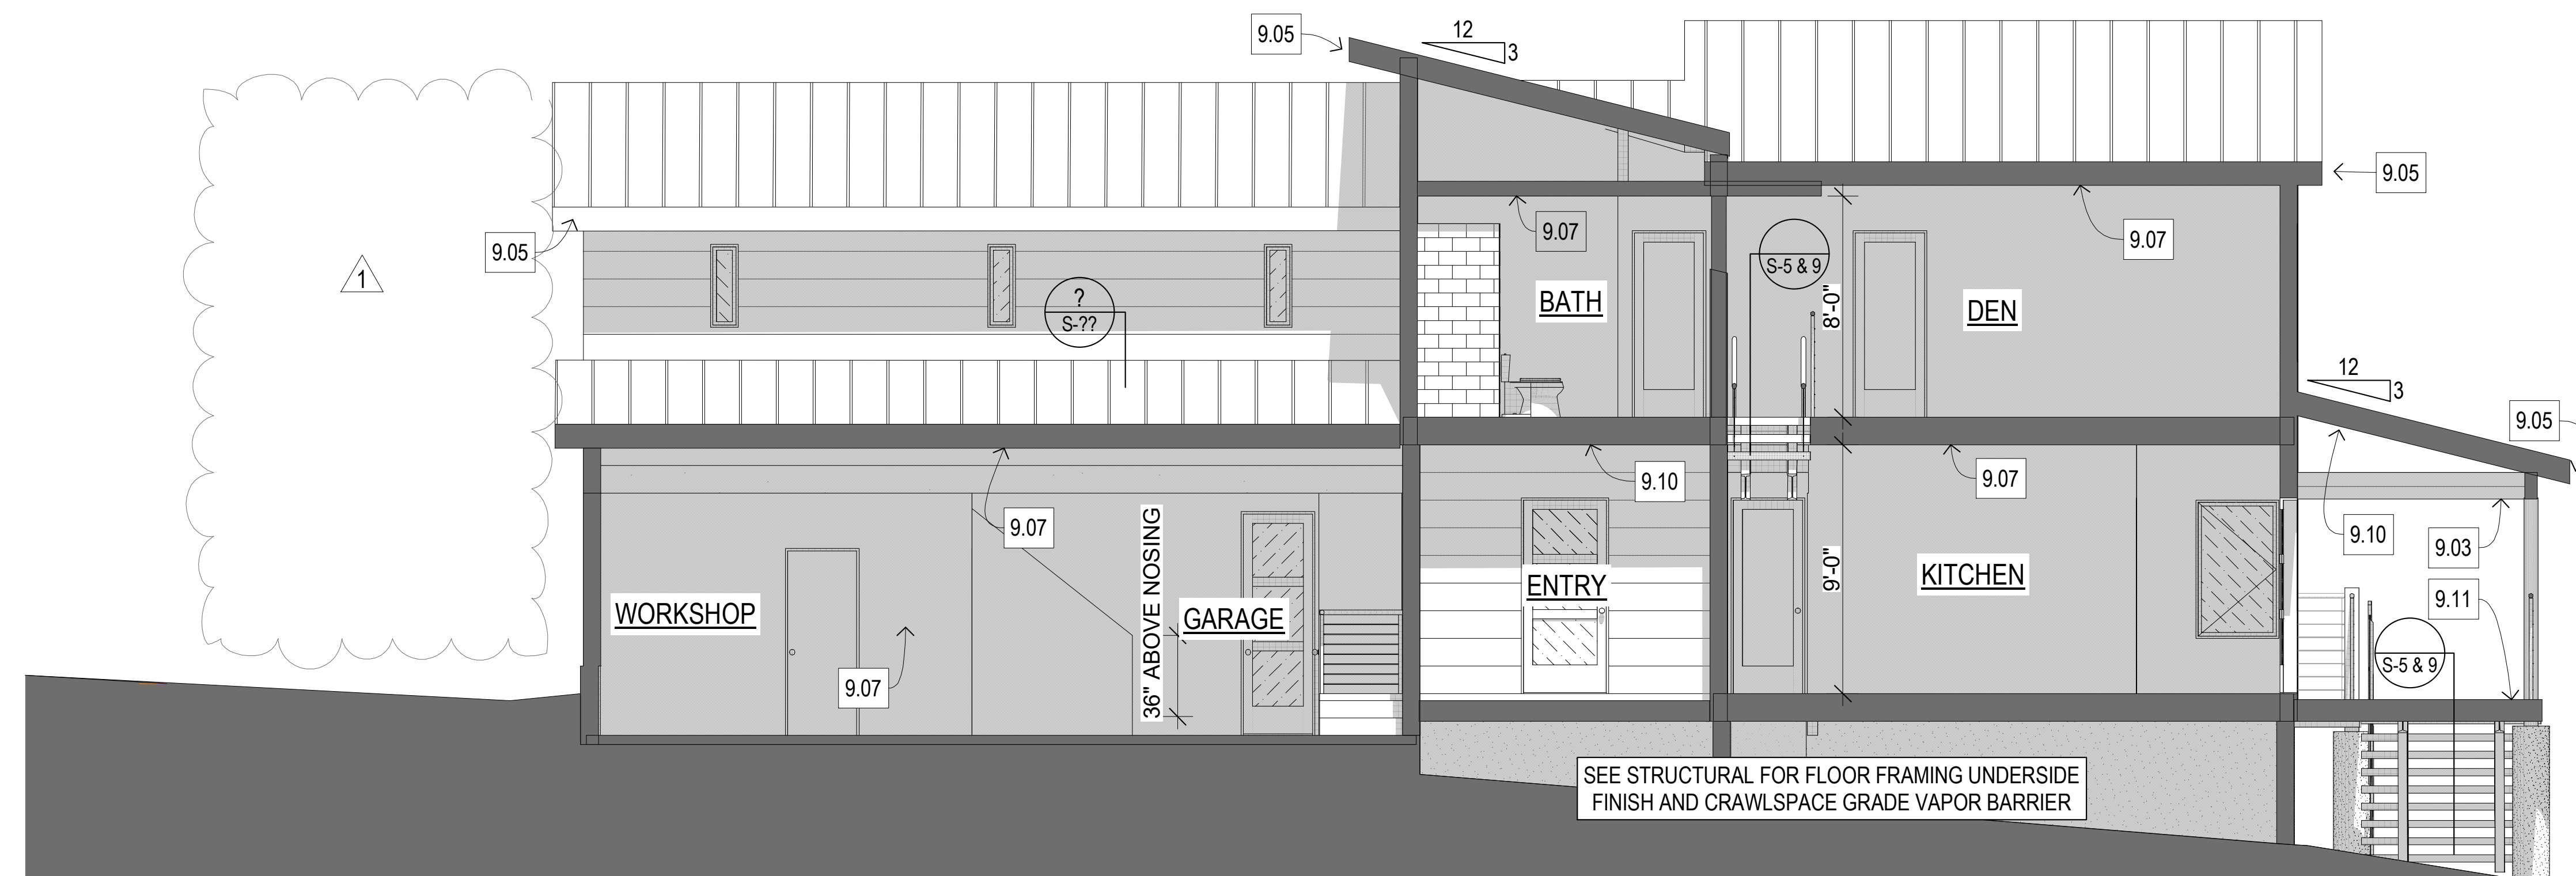 9.05
12
3
9.05
9.05
1
9.07
9.07
S-5 & 9
?
S-??
BATH
8'-0"
DEN
12
3
9.05
9.07
36" ABOVE NOSING
9.10
9.07
9.10
9.03
9.11
WORKSHOP
GARAGE
ENTRY
9'-0"
KITCHEN
9.07
S-5 & 9
SEE STRUCTURAL FOR FLOOR FRAMING UNDERSIDE
FINISH AND CRAWLSPACE GRADE VAPOR BARRIER